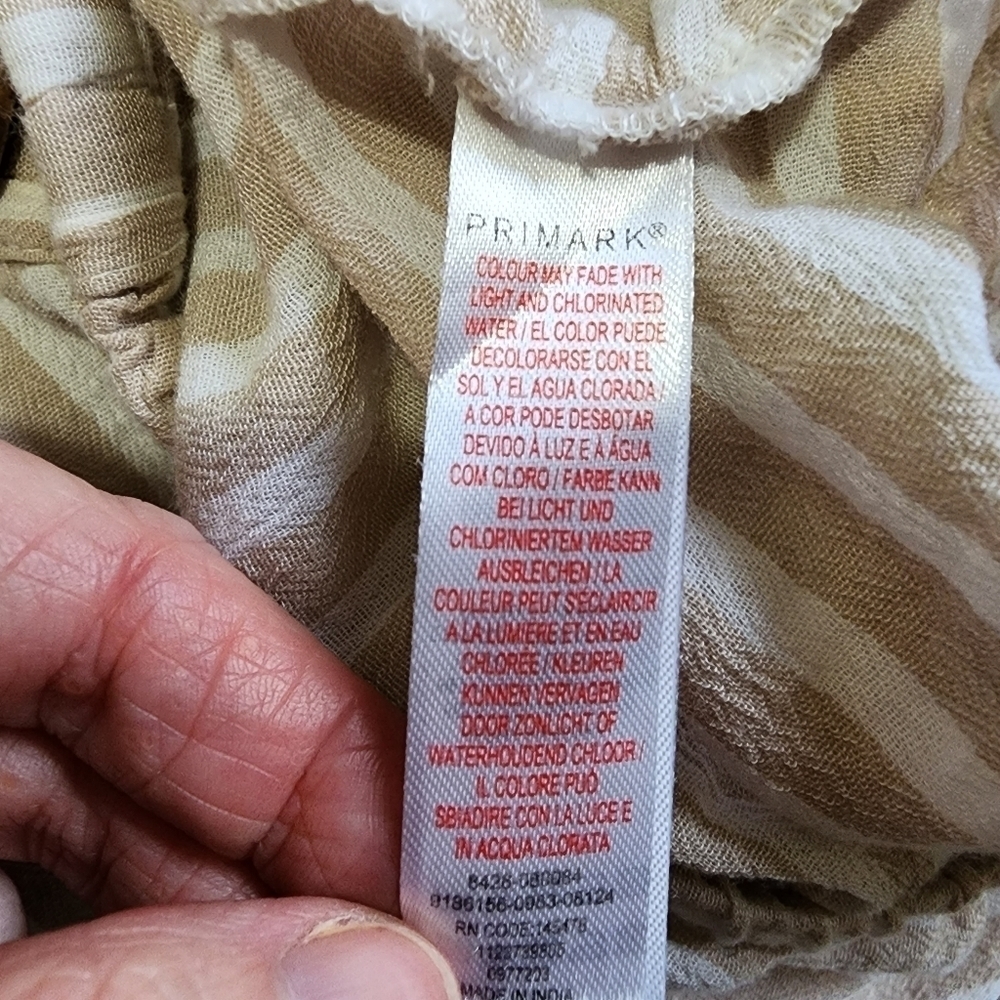 PRIMARK®
COLOUR MAY FADE WITH
LIGHT AND CHLORINATED
WATER / EL COLOR PUEDE
DECOLORARSE CON EL
SOL Y EL AGUA CLORADA /
A COR PODE DESBOTAR
DEVIDO À LUZ E A ÁGUA
COM CLORO / FARBE KANN
BEI LICHT UND
CHLORINIERTEM WASSER
AUSBLEICHEN / LA
COULEUR PEUT S'ECLAIRCIR
A LA LUMIERE ET EN EAU
CHLORÉE / KLEUREN
KUNNEN VERVAGEN
DOOR ZONLICHT OF
WATERHOUDEND CHLOOR
IL COLORE PUÒ
SBIADIRE CON LA LUCE E
IN ACQUA CLORATA
RN CODE:
MADE IN INDIA